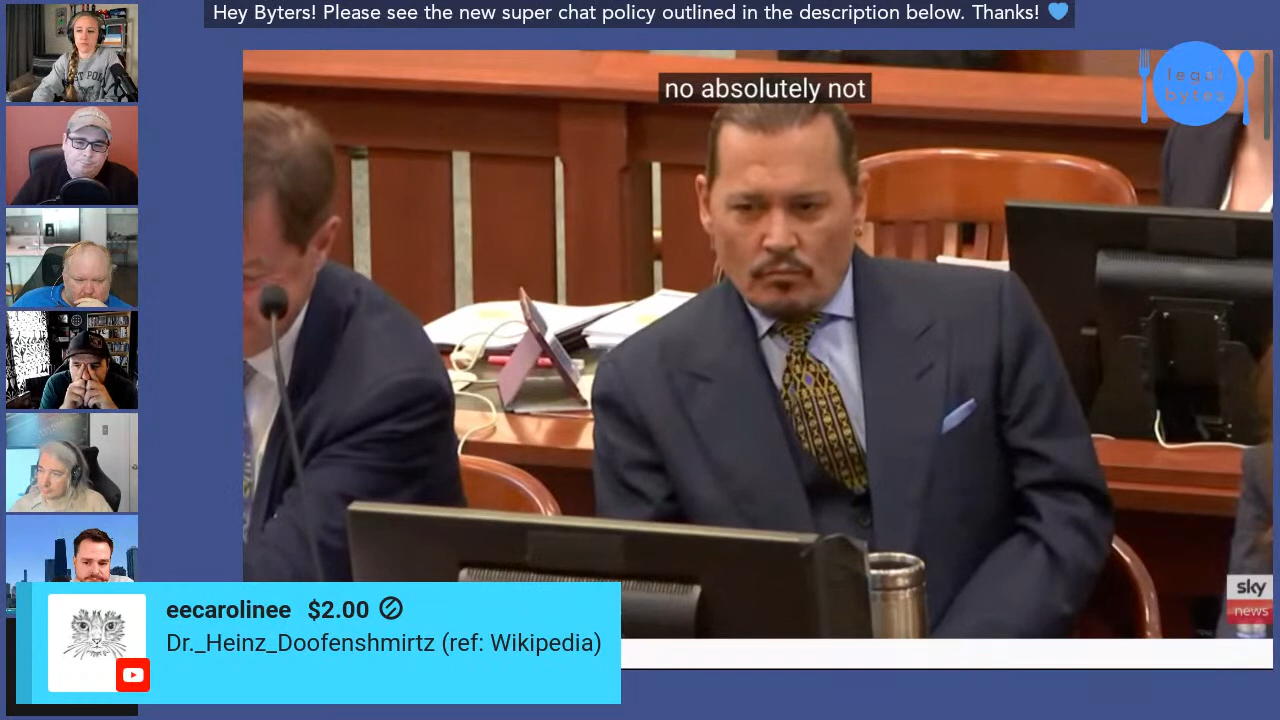 Hey Byters! Please see the new super chat policy outlined in the description below. Thanks!
legal
bytes
no absolutely not
sky
news
eecarolinee $2.00
Dr._Heinz_Doofenshmirtz (ref: Wikipedia)